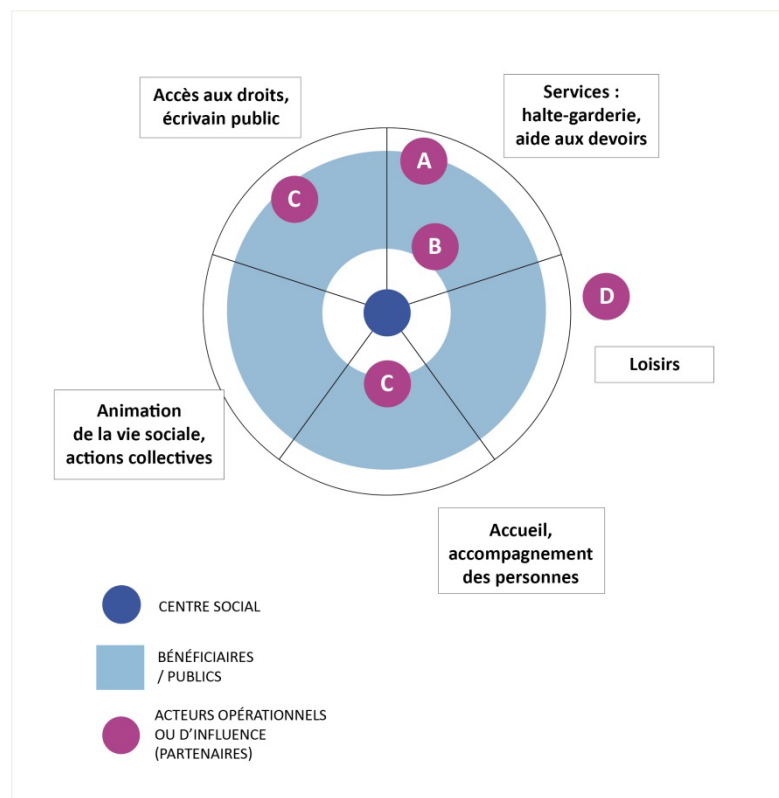 Accès aux droits,
écrivain public
Services :
halte-garderie,
aide aux devoirs
A
C
B
D
Loisirs
C
Animation
de la vie sociale,
actions collectives
Accueil,
accompagnement
des personnes
CENTRE SOCIAL
BÉNÉFICIAIRES
/ PUBLICS
ACTEURS OPÉRATIONNELS
OU D’INFLUENCE
(PARTENAIRES)